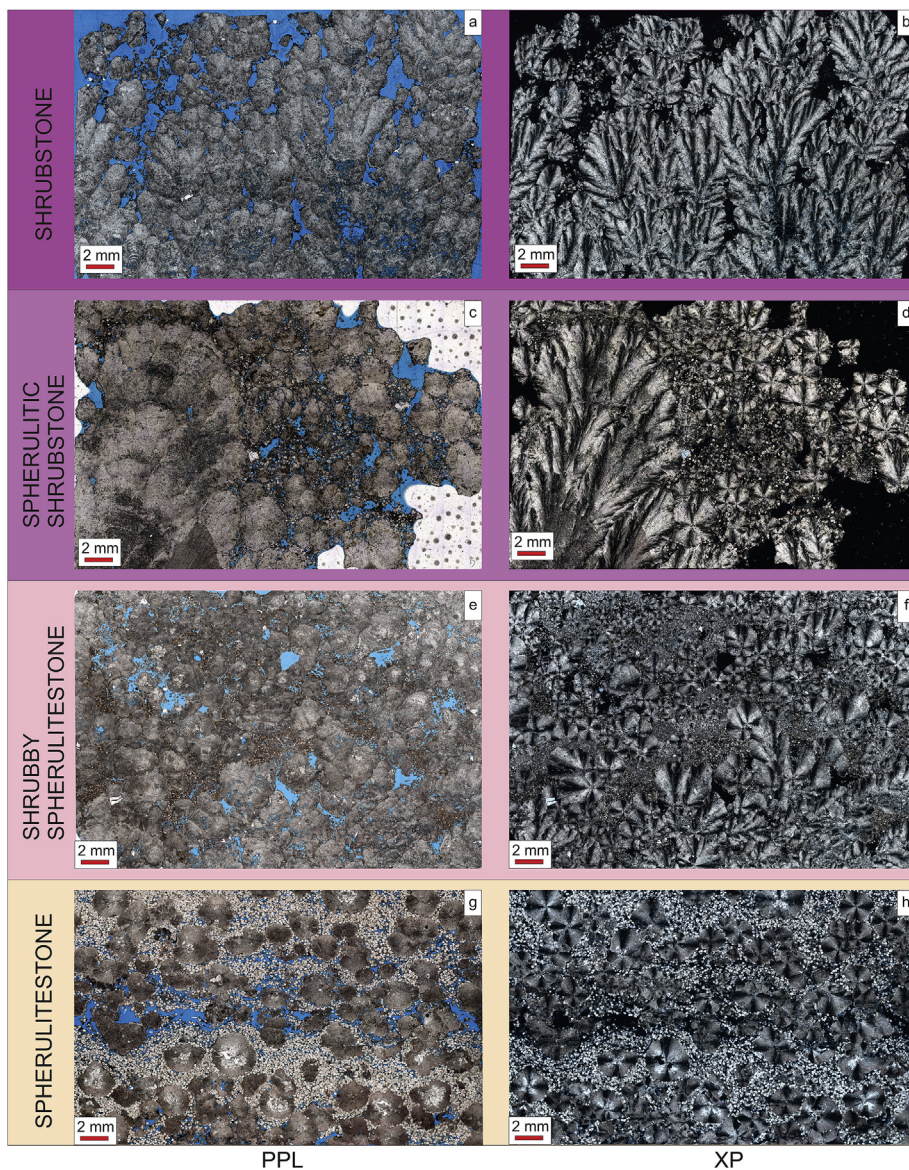 SHRUBSTONE
a
2 mm
b
2 mm
SPHERULITIC
SHRUBSTONE
c
2 mm
d
2 mm
SHRUBBY
SPHERULITESTONE
e
2 mm
f
2 mm
SPHERULITESTONE
g
2 mm
h
2 mm
PPL
XP